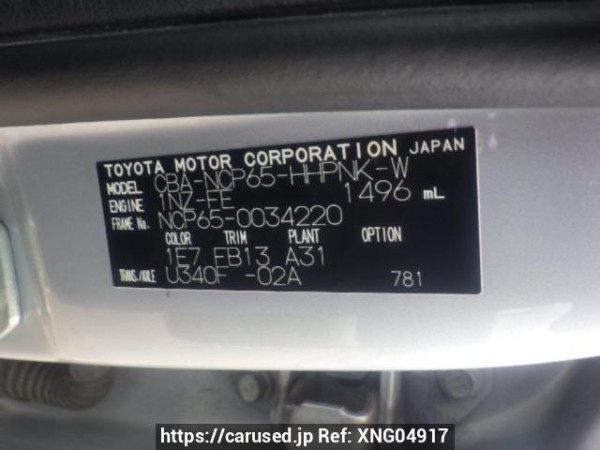 TOYOTA MOTOR CORPORATION JAPAN
MODEL CBA-NCP65-HHPNK-W
ENGINE 1NZ-FE 1496 mL
FRAME No. NCP65-0034220
COLOR TRIM PLANT OPTION
1E7 FB13 A31
TRANS./AXLE U340F -02A 781
https://carused.jp Ref: XNG04917